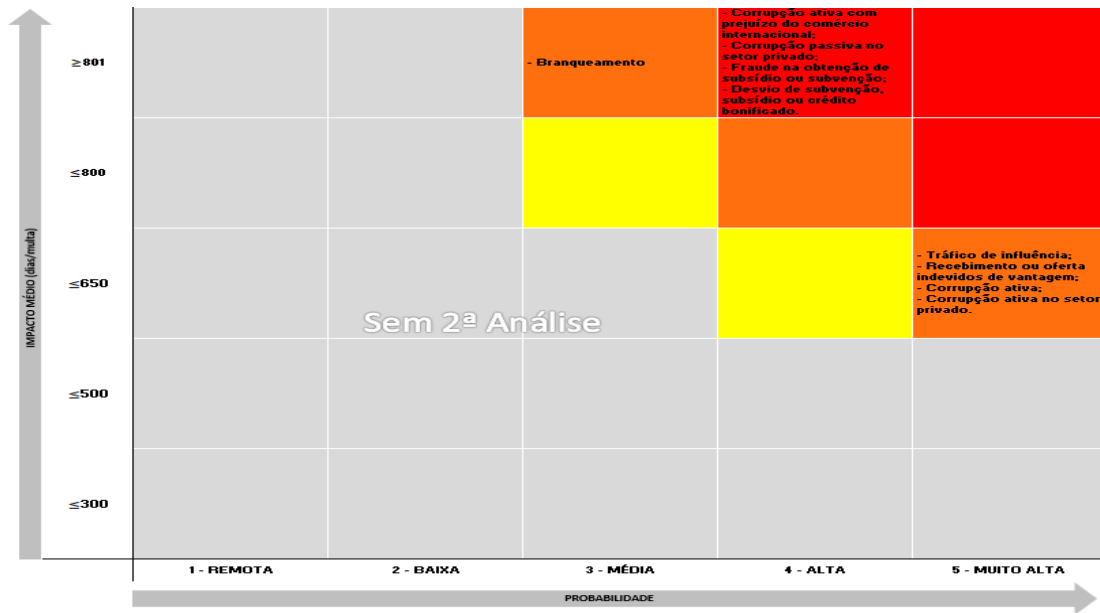 - Corrupção ativa com
prejuízo do comércio
internacional;
- Corrupção passiva no
setor privado;
- Fraude na obtenção de
subsídio ou subvenção;
- Desvio de subvenção,
subsídio ou crédito
bonificado.
≥801
- Branqueamento
≤800
IMPACTO MÉDIO (dias/multa)
- Tráfico de influência;
- Recebimento ou oferta
indevidos de vantagem;
- Corrupção ativa;
- Corrupção ativa no setor
privado.
≤650
Sem 2ª Análise
≤500
≤300
1 - REMOTA
2 - BAIXA
3 - MÉDIA
4 - ALTA
5 - MUITO ALTA
PROBABILIDADE